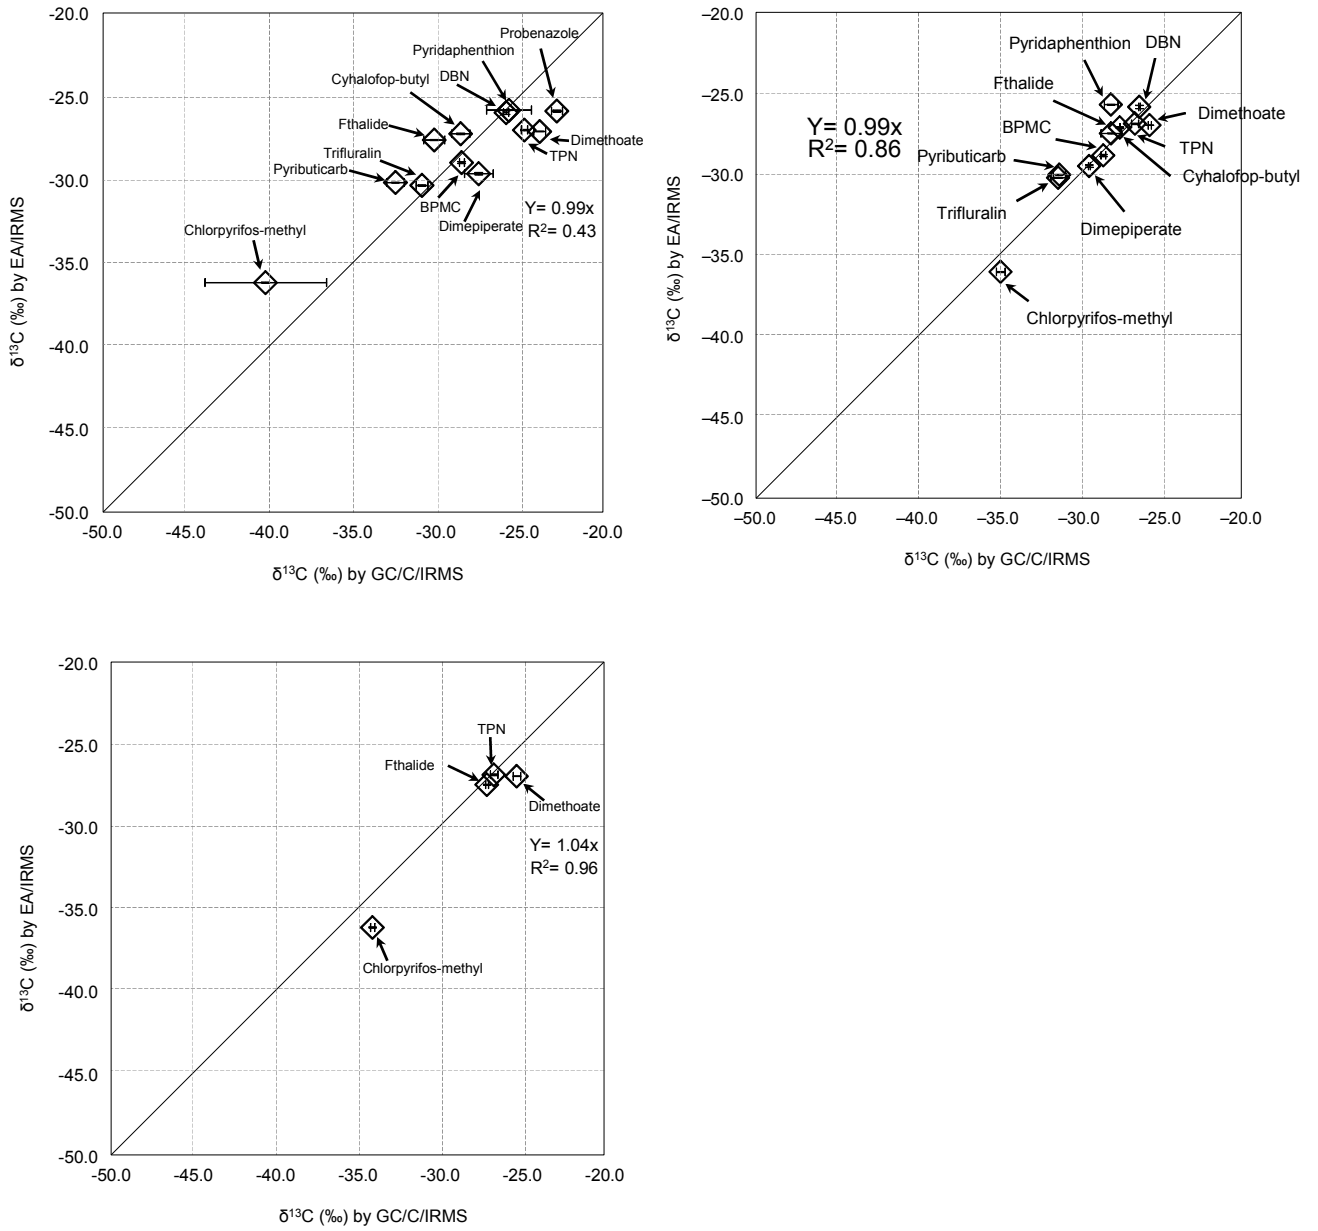 -20.0
-25.0
-30.0
-35.0
-40.0
-45.0
-50.0
δ¹³C (‰) by EA/IRMS
Probenazole
Pyridaphenthion
DBN
Cyhalofop-butyl
Fthalide
Dimethoate
TPN
Trifluralin
Pyributicarb
BPMC
Dimepiperate
Y= 0.99x
R²= 0.43
Chlorpyrifos-methyl
-50.0 -45.0 -40.0 -35.0 -30.0 -25.0 -20.0
δ¹³C (‰) by GC/C/IRMS
–20.0
–25.0
–30.0
–35.0
–40.0
–45.0
–50.0
δ¹³C (‰) by EA/IRMS
Pyridaphenthion
DBN
Fthalide
Dimethoate
Y= 0.99x
R²= 0.86
BPMC
TPN
Pyributicarb
Cyhalofop-butyl
Trifluralin
Dimepiperate
Chlorpyrifos-methyl
–50.0 –45.0 –40.0 –35.0 –30.0 –25.0 –20.0
δ¹³C (‰) by GC/C/IRMS
-20.0
-25.0
-30.0
-35.0
-40.0
-45.0
-50.0
δ¹³C (‰) by EA/IRMS
TPN
Fthalide
Dimethoate
Y= 1.04x
R²= 0.96
Chlorpyrifos-methyl
-50.0 -45.0 -40.0 -35.0 -30.0 -25.0 -20.0
δ¹³C (‰) by GC/C/IRMS